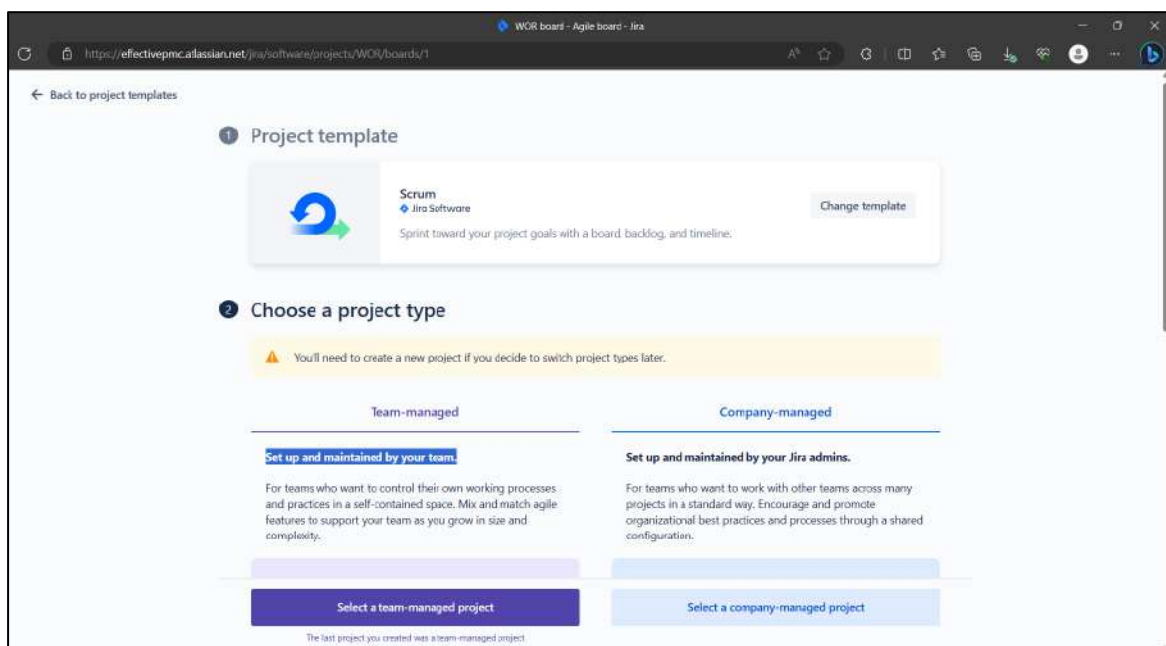 WOR board - Agile board - Jira
https://effectivepmc.atlassian.net/jira/software/projects/WOR/boards/1
← Back to project templates
1 Project template
Scrum
Jira Software
Sprint toward your project goals with a board, backlog, and timeline.
Change template
2 Choose a project type
You'll need to create a new project if you decide to switch project types later.
Team-managed
Set up and maintained by your team.
For teams who want to control their own working processes
and practices in a self-contained space. Mix and match agile
features to support your team as you grow in size and
complexity.
Select a team-managed project
The last project you created was a team-managed project
Company-managed
Set up and maintained by your Jira admins.
For teams who want to work with other teams across many
projects in a standard way. Encourage and promote
organizational best practices and processes through a shared
configuration.
Select a company-managed project